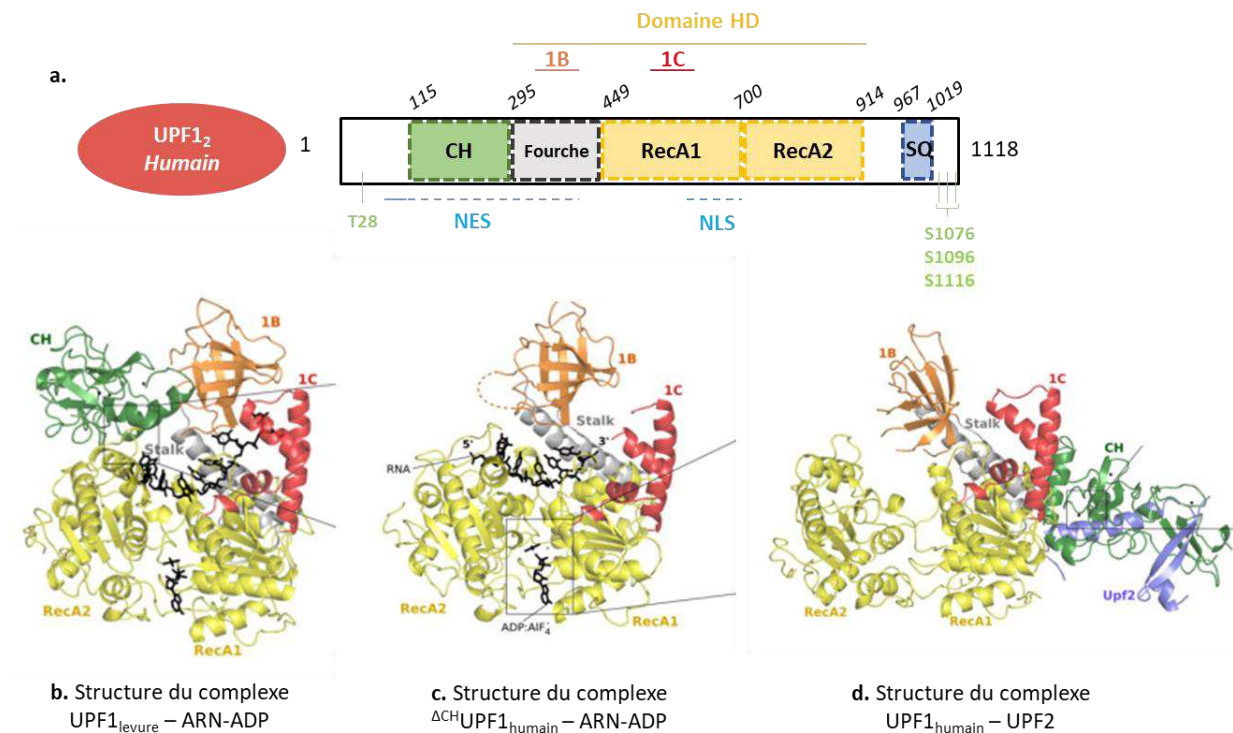 Domaine HD
1B
1C
a.
115
295
449
700
914
967
1019
UPF1₂
Humain
1
CH
Fourche
RecA1
RecA2
SQ
1118
T28
NES
NLS
S1076
S1096
S1116
CH
1B
1C
Stalk
RecA2
RecA1
1B
1C
Stalk
5'
3'
RNA
RecA2
RecA1
ADP:AlF₄⁻
1B
1C
CH
Stalk
Upf2
RecA2
RecA1
b. Structure du complexe
UPF1levure – ARN-ADP
c. Structure du complexe
ΔCHUPF1humain – ARN-ADP
d. Structure du complexe
UPF1humain – UPF2